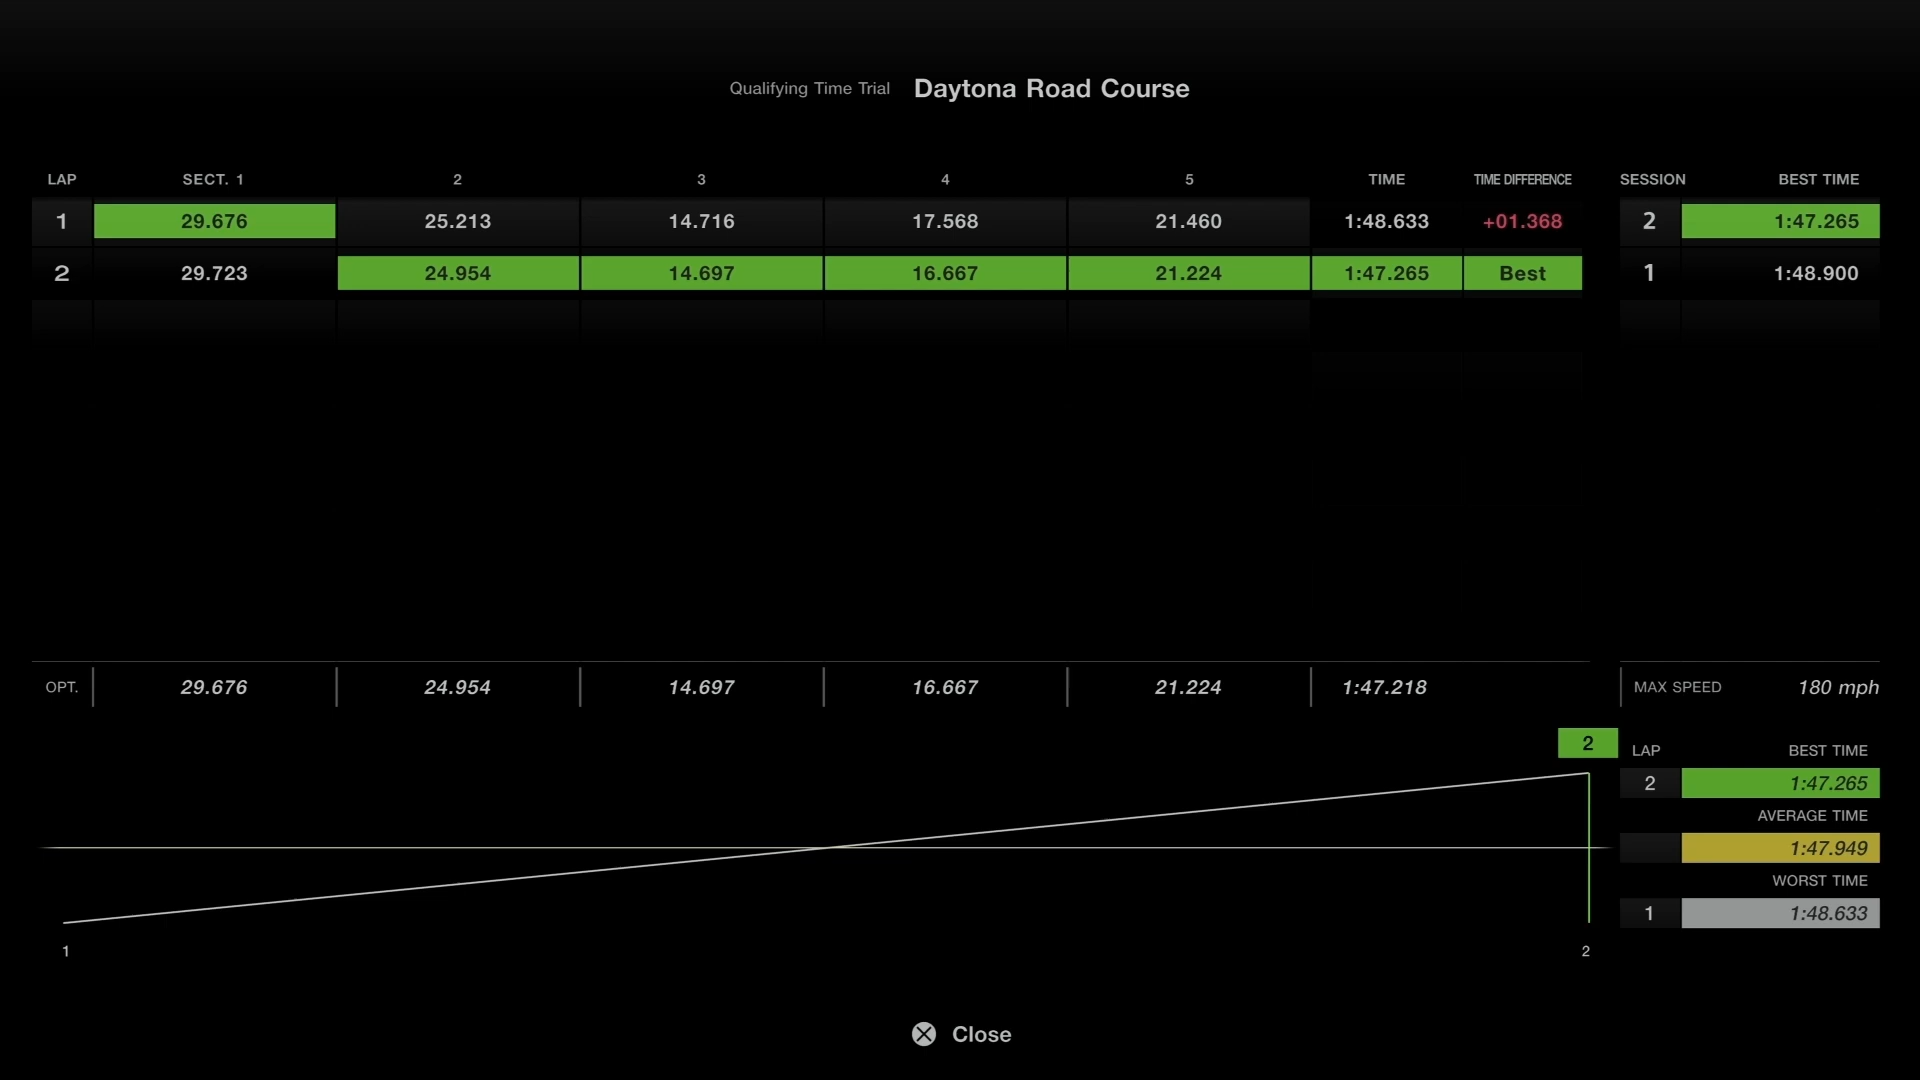 Qualifying Time Trial Daytona Road Course
LAP SECT. 1 2 3 4 5 TIME TIME DIFFERENCE SESSION BEST TIME
1 29.676 25.213 14.716 17.568 21.460 1:48.633 +01.368 2 1:47.265
2 29.723 24.954 14.697 16.667 21.224 1:47.265 Best 1 1:48.900
OPT. 29.676 24.954 14.697 16.667 21.224 1:47.218 MAX SPEED 180 mph
2 LAP BEST TIME
2 1:47.265
AVERAGE TIME
1:47.949
WORST TIME
1 1:48.633
1 2
Close